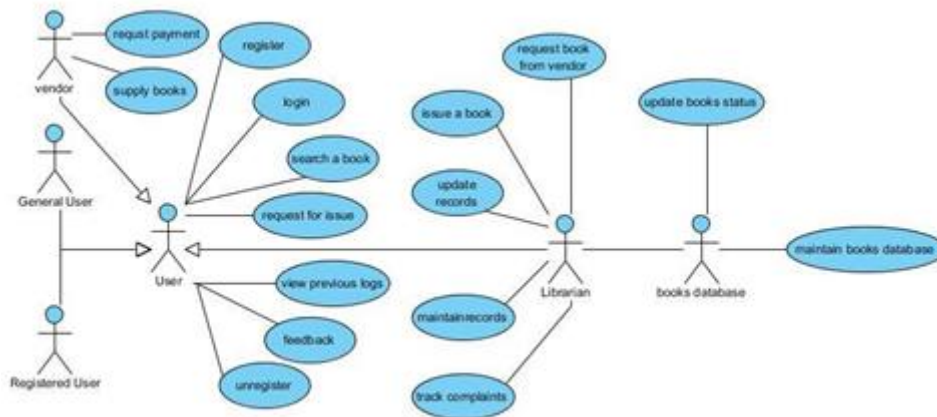 requst payment
supply books
vendor
register
login
search a book
request for issue
General User
User
Registered User
view previous logs
feedback
unregister
request book
from vendor
issue a book
update
records
Librarian
maintainrecords
track complaints
update books status
books database
maintain books database